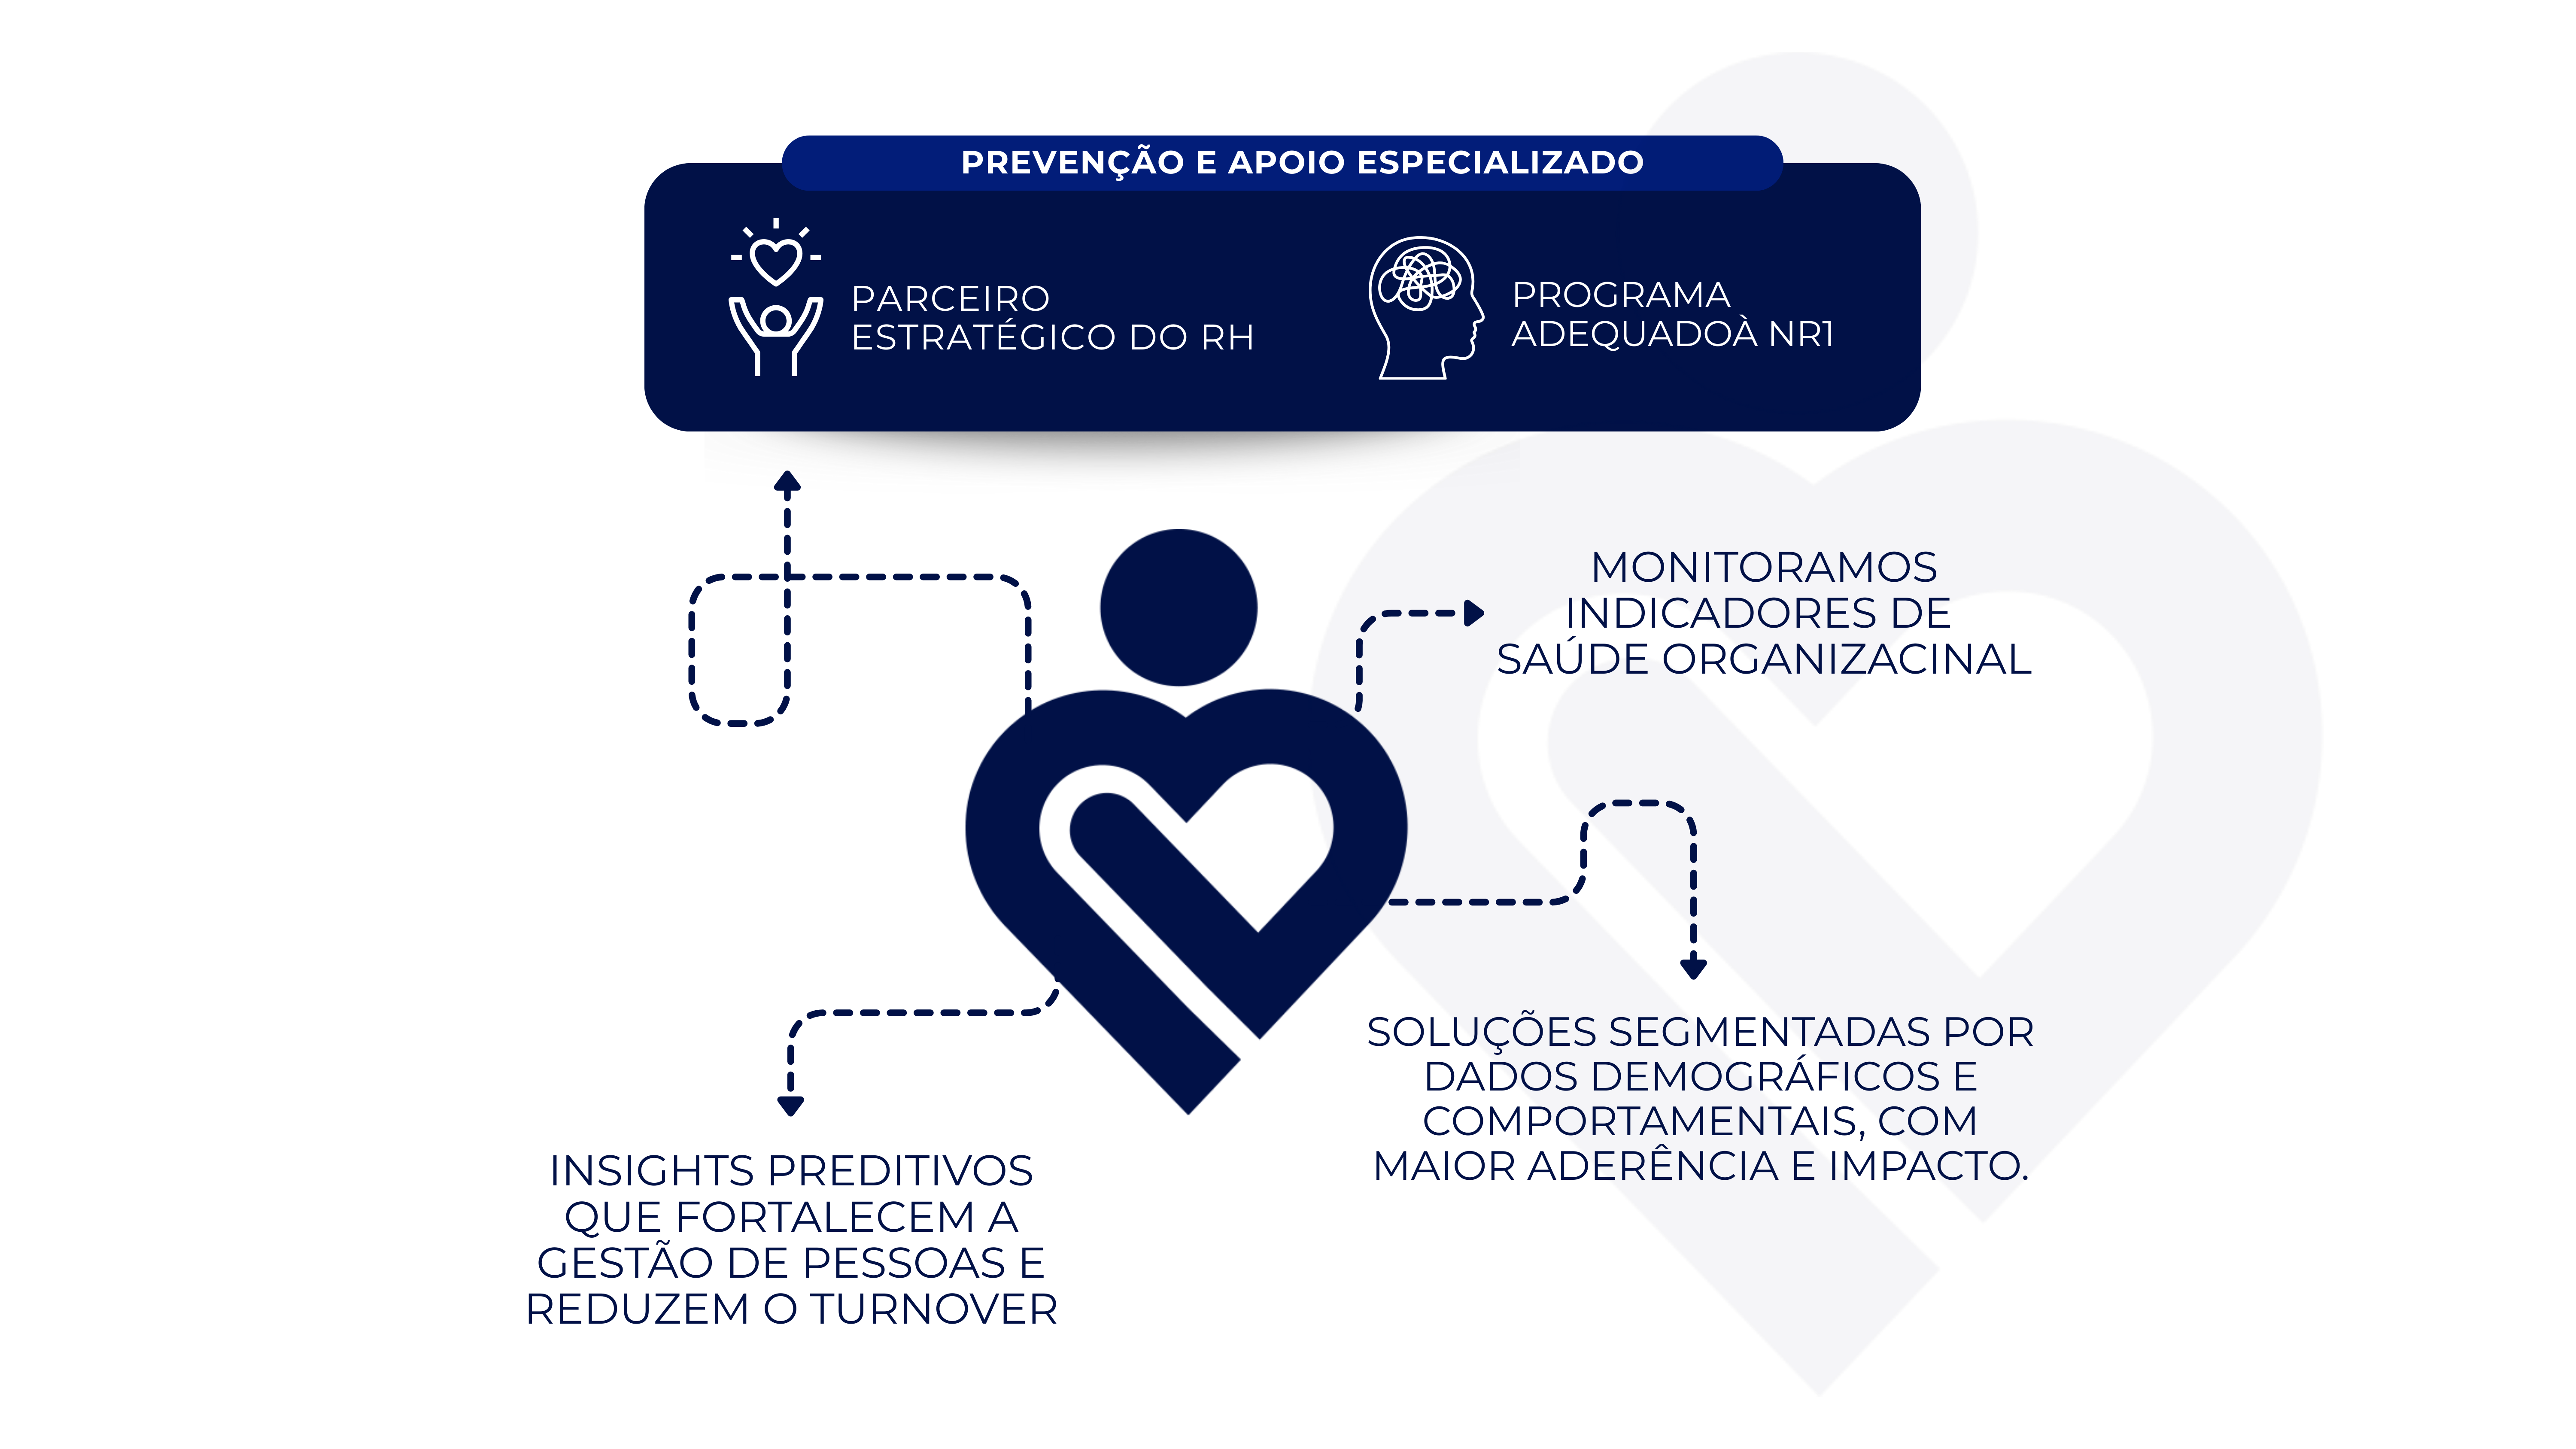 PREVENÇÃO E APOIO ESPECIALIZADO
PARCEIRO
ESTRATÉGICO DO RH
PROGRAMA
ADEQUADOÀ NR1
MONITORAMOS
INDICADORES DE
SAÚDE ORGANIZACINAL
SOLUÇÕES SEGMENTADAS POR
DADOS DEMOGRÁFICOS E
COMPORTAMENTAIS, COM
MAIOR ADERÊNCIA E IMPACTO.
INSIGHTS PREDITIVOS
QUE FORTALECEM A
GESTÃO DE PESSOAS E
REDUZEM O TURNOVER